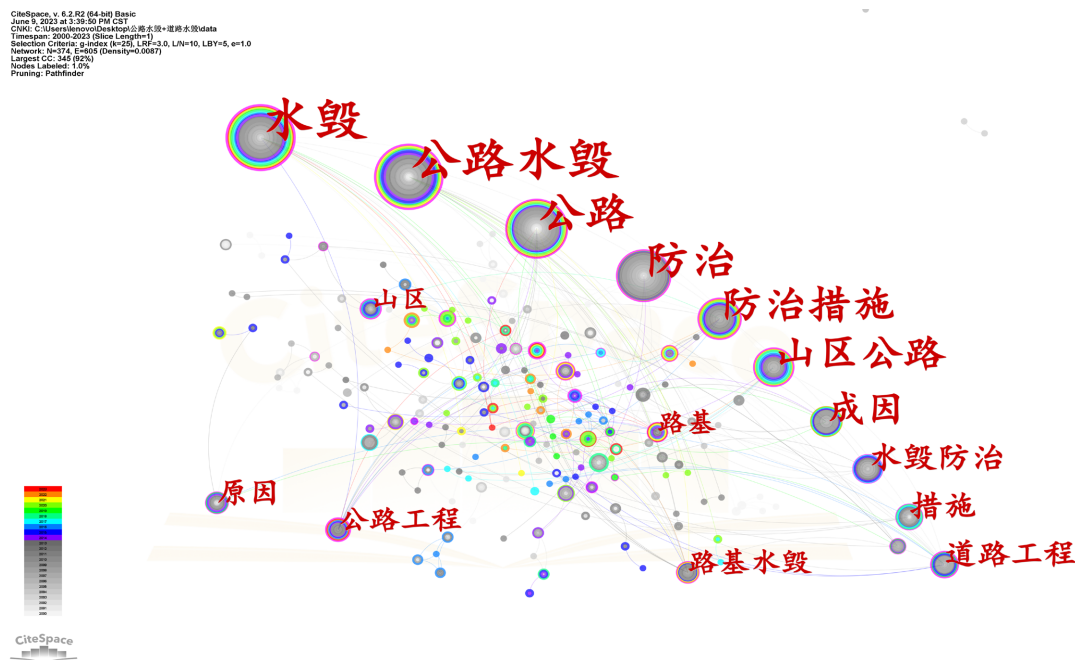 CiteSpace, v. 6.2.R2 (64-bit) Basic
June 9, 2023 at 3:39:50 PM CST
CNKI: C:\Users\lenovo\Desktop\公路水毁+道路水毁\data
Timespan: 2000-2023 (Slice Length=1)
Selection Criteria: g-index (k=25), LRF=3.0, L/N=10, LBY=5, e=1.0
Network: N=374, E=605 (Density=0.0087)
Largest CC: 345 (92%)
Nodes Labeled: 1.0%
Pruning: Pathfinder
水毁
公路水毁
公路
防治
山区
防治措施
山区公路
成因
路基
水毁防治
原因
措施
公路工程
道路工程
路基水毁
CiteSpace